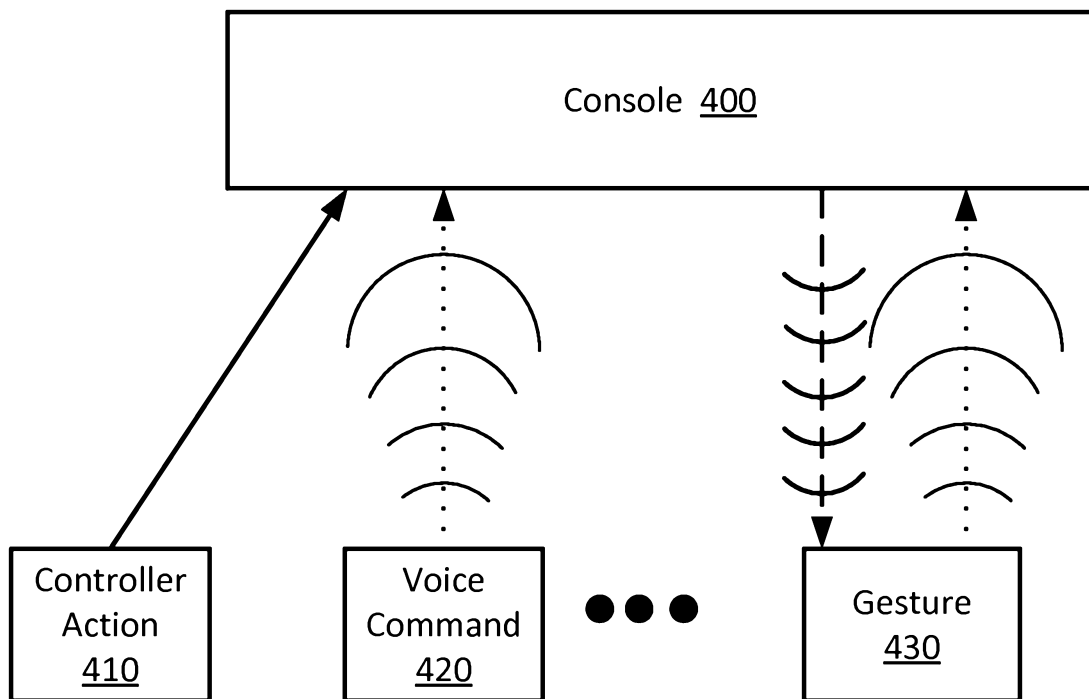 Console 400
Controller
Action
410
Voice
Command
420
Gesture
430